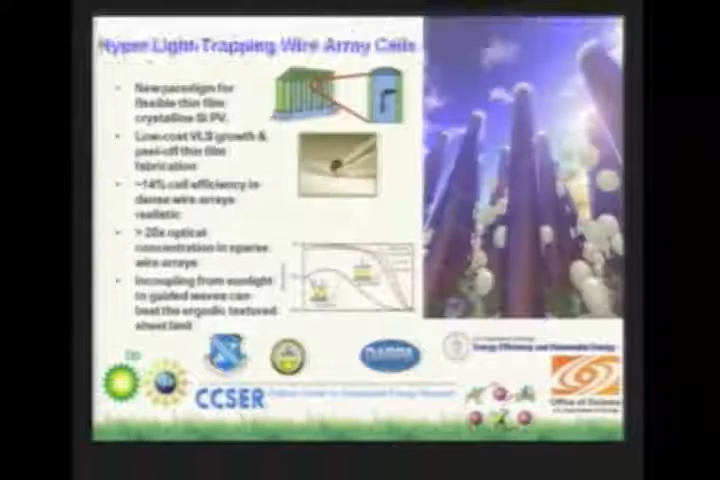 Hyper Light-Trapping Wire Array Cells
• New paradigm for
flexible thin film
crystalline Si PV.
• Low-cost VLS growth &
peel-off thin film
fabrication
• ~14% cell efficiency in
dense wire arrays
realistic
• > 20x optical
concentration in sparse
wire arrays
• Incoupling from sunlight
to guided waves can
beat the ergodic textured
sheet limit
bp
DARPA
Energy Efficiency and Renewable Energy
CCSER
Office of Science